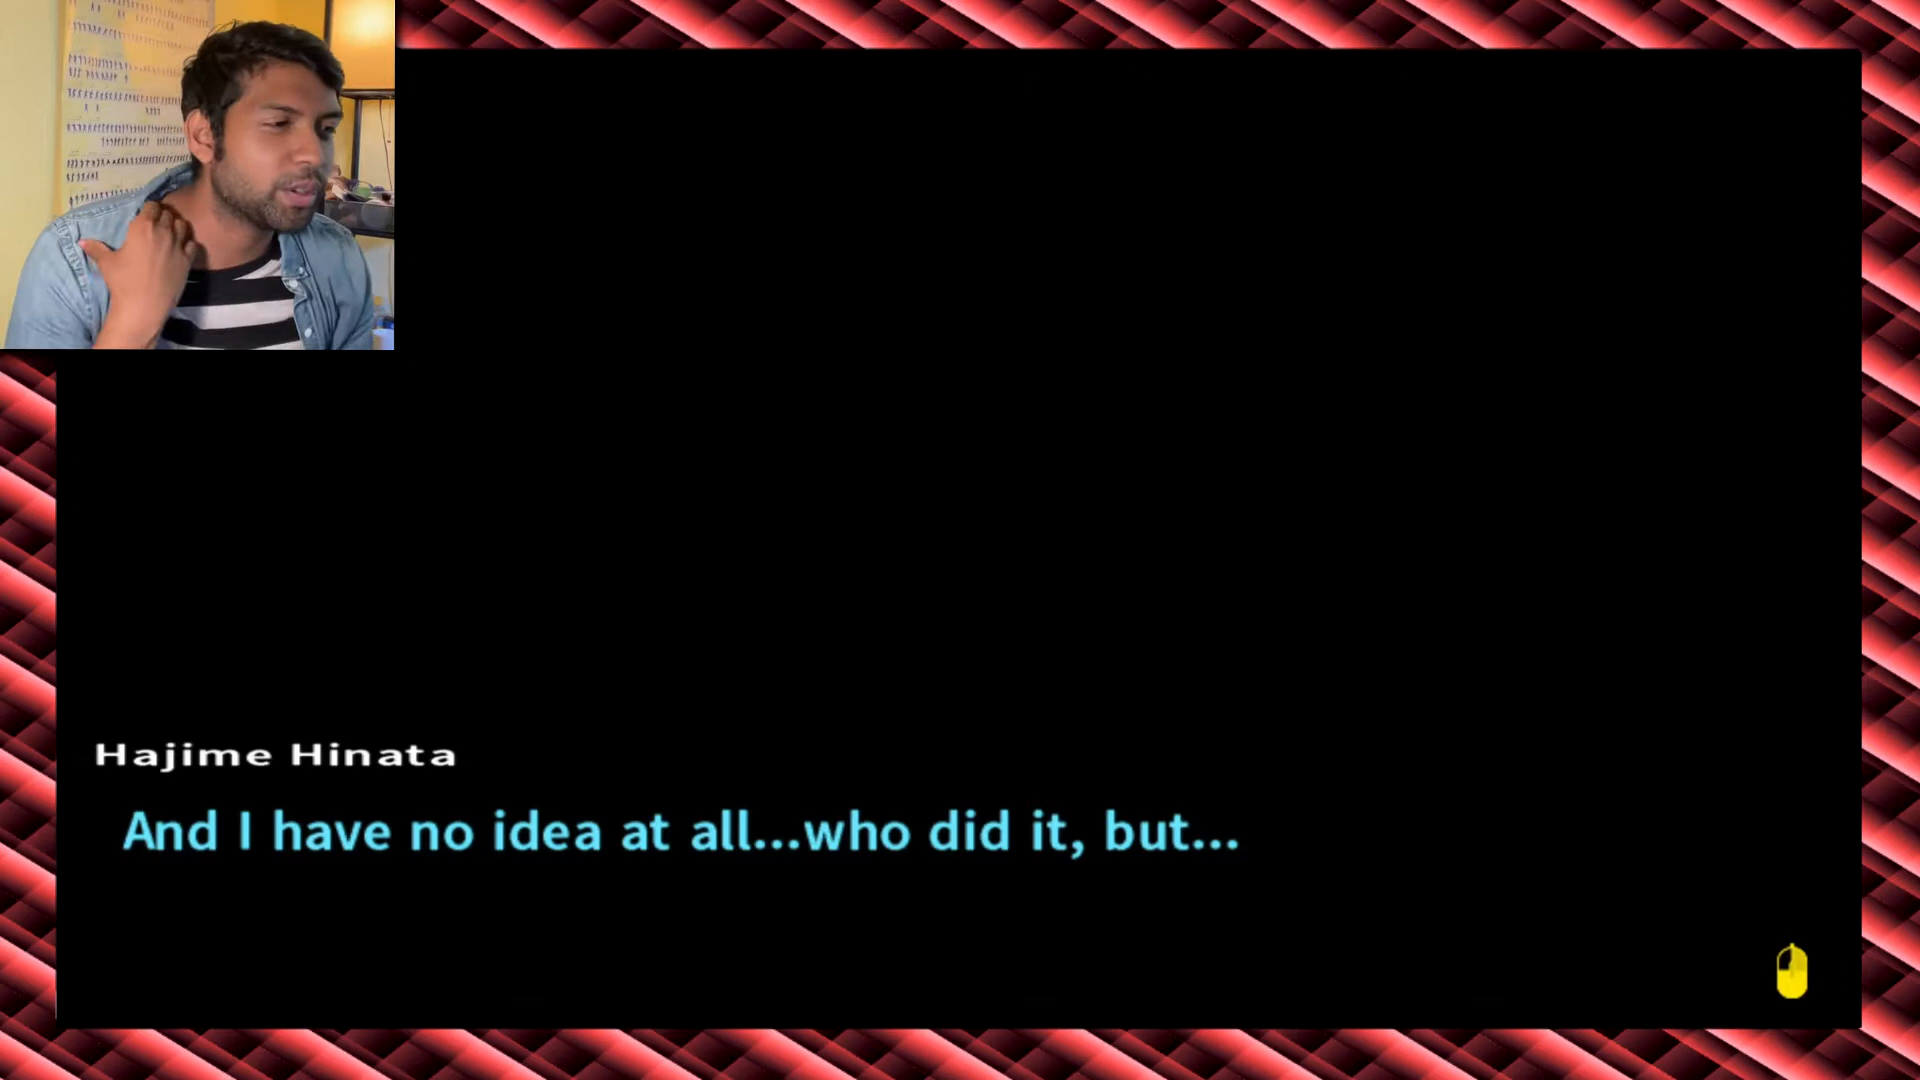 Hajime Hinata
And I have no idea at all...who did it, but...